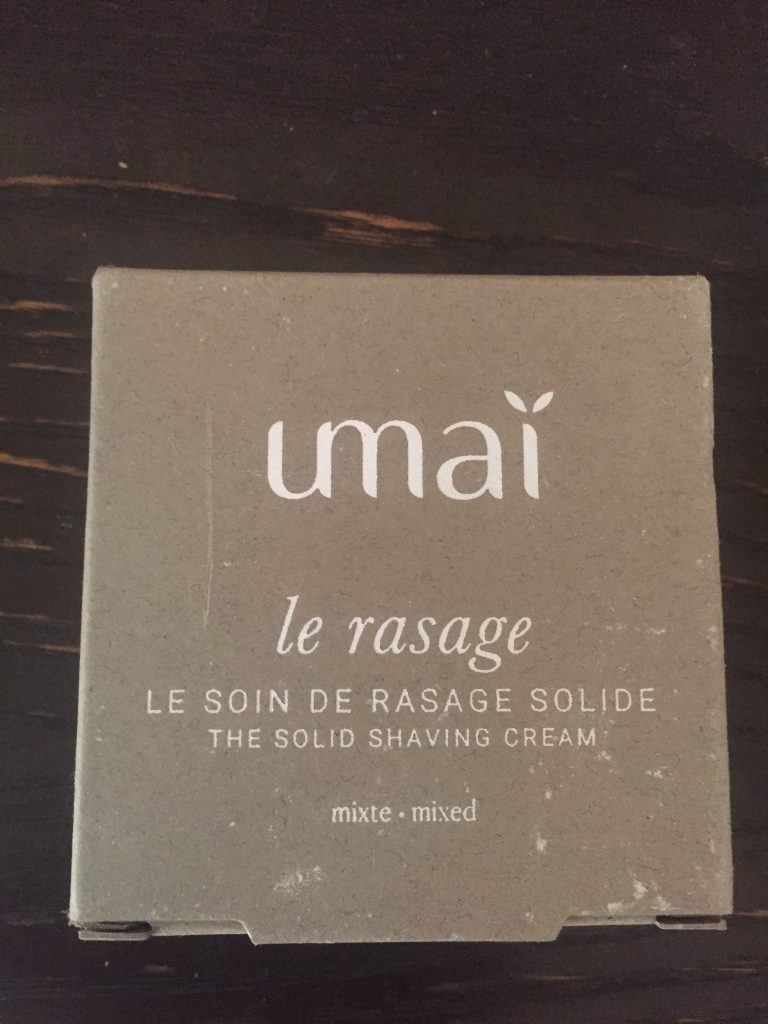 umaï
le rasage
LE SOIN DE RASAGE SOLIDE
THE SOLID SHAVING CREAM
mixte • mixed